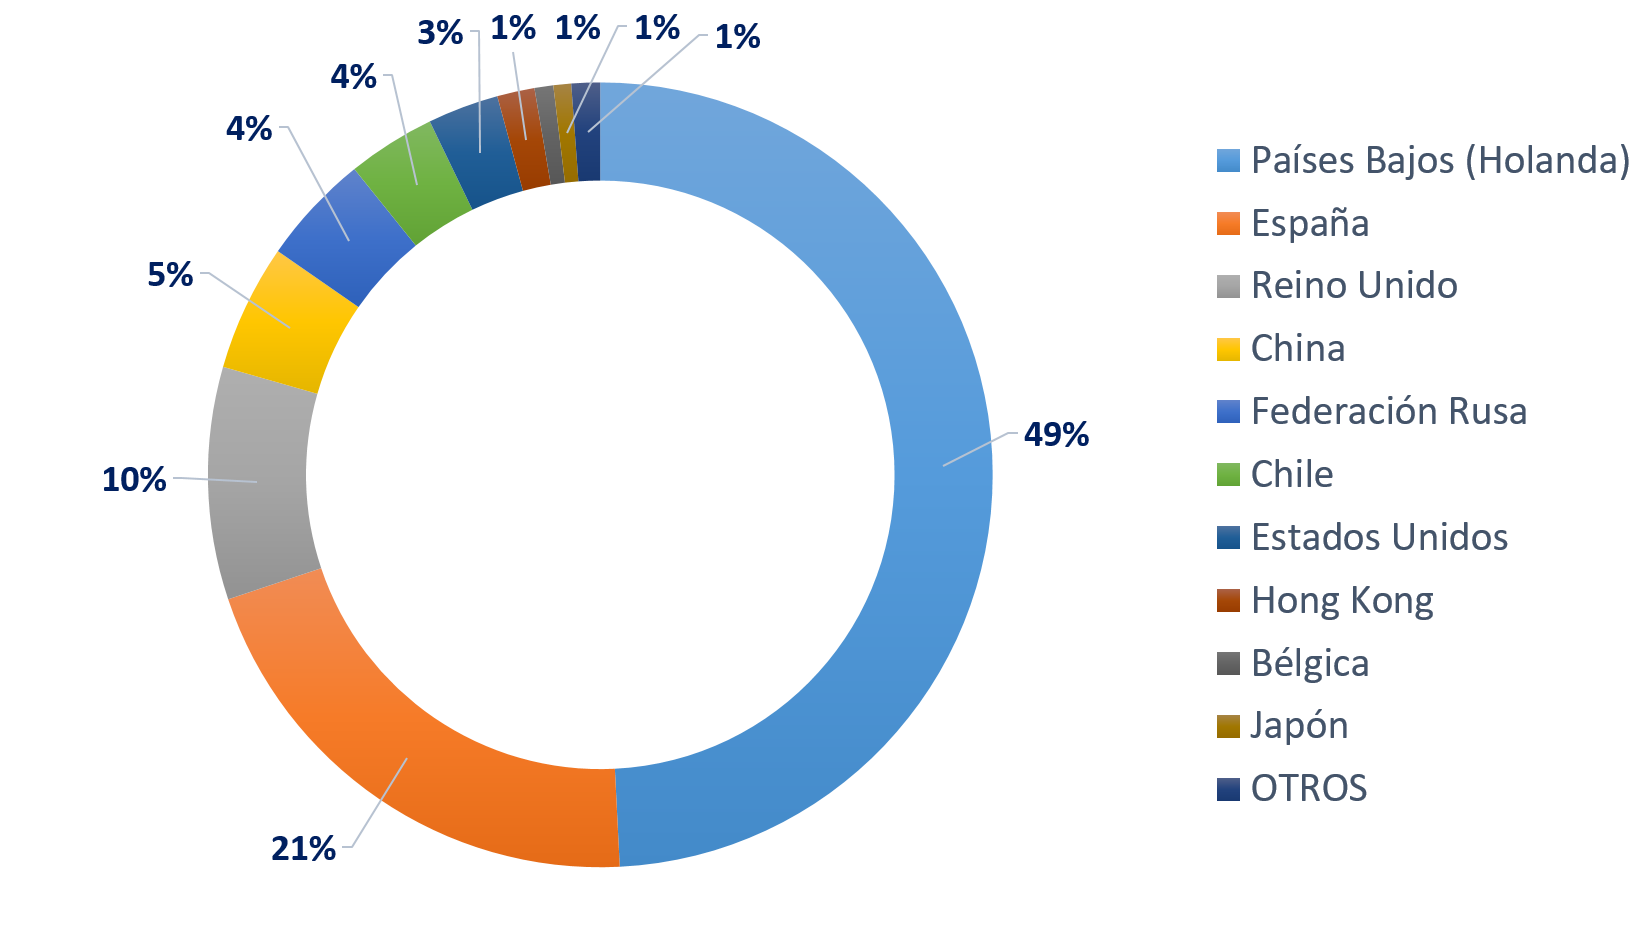 3%
1%
1%
1%
1%
4%
4%
5%
49%
10%
21%
Países Bajos (Holanda)
España
Reino Unido
China
Federación Rusa
Chile
Estados Unidos
Hong Kong
Bélgica
Japón
OTROS